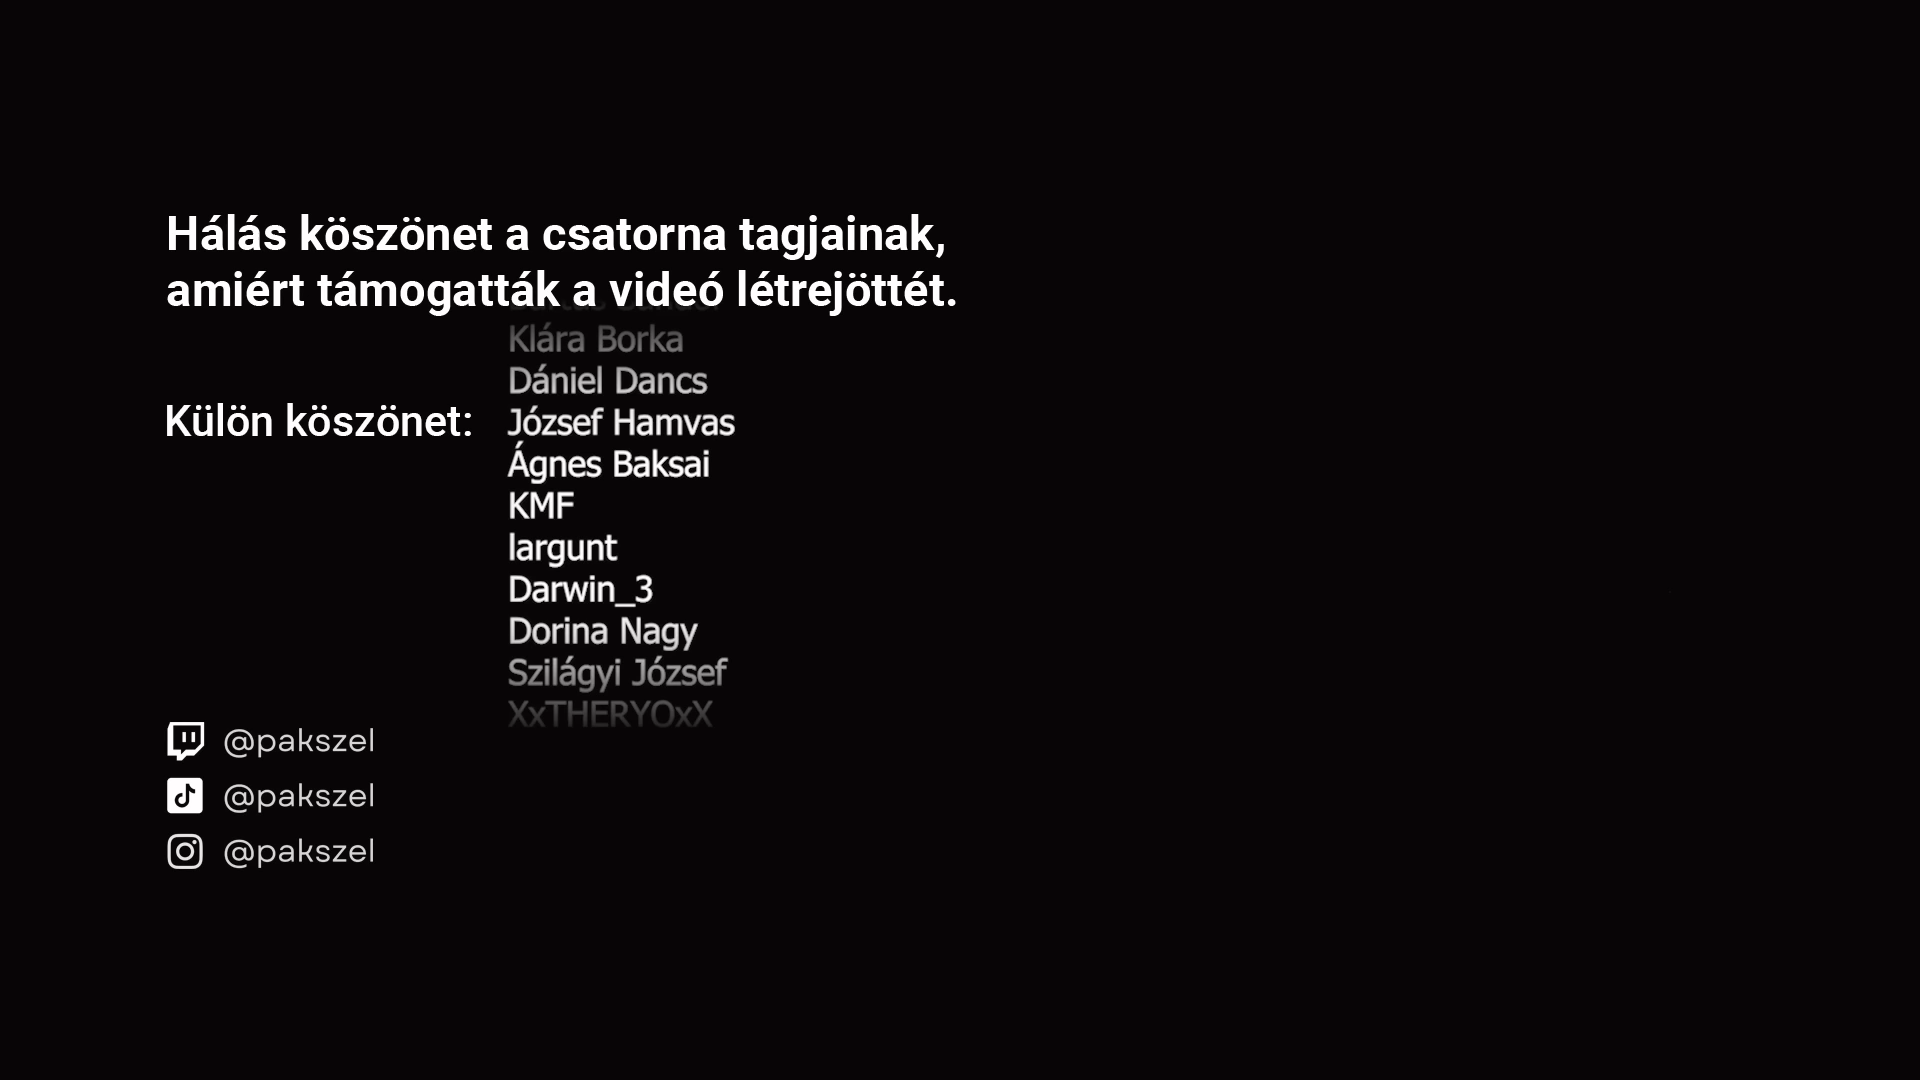 Hálás köszönet a csatorna tagjainak,
amiért támogatták a videó létrejöttét.
Külön köszönet:
Klára Borka
Dániel Dancs
József Hamvas
Ágnes Baksai
KMF
largunt
Darwin_3
Dorina Nagy
Szilágyi József
XxTHERYOxX
@pakszel
@pakszel
@pakszel